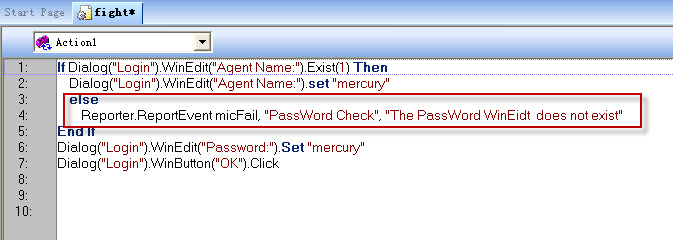 Start Page fight*
Action1
1: If Dialog("Login").WinEdit("Agent Name:").Exist(1) Then
2: Dialog("Login").WinEdit("Agent Name:").set "mercury"
3: else
4: Reporter.ReportEvent micFail, "PassWord Check", "The PassWord WinEidt does not exist"
5: End If
6: Dialog("Login").WinEdit("Password:").Set "mercury"
7: Dialog("Login").WinButton("OK").Click
8:
9:
10: